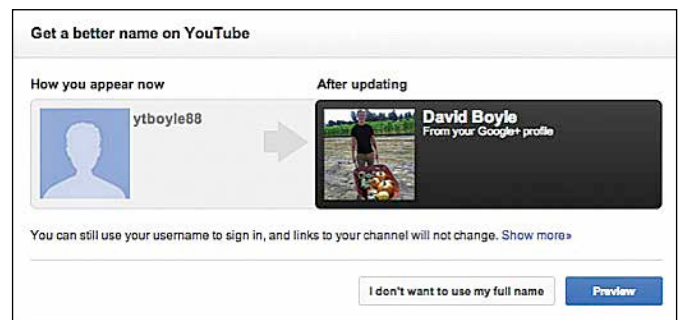 Get a better name on YouTube
How you appear now
After updating
ytboyle88
David Boyle
From your Google+ profile
You can still use your username to sign in, and links to your channel will not change. Show more»
I don't want to use my full name
Preview